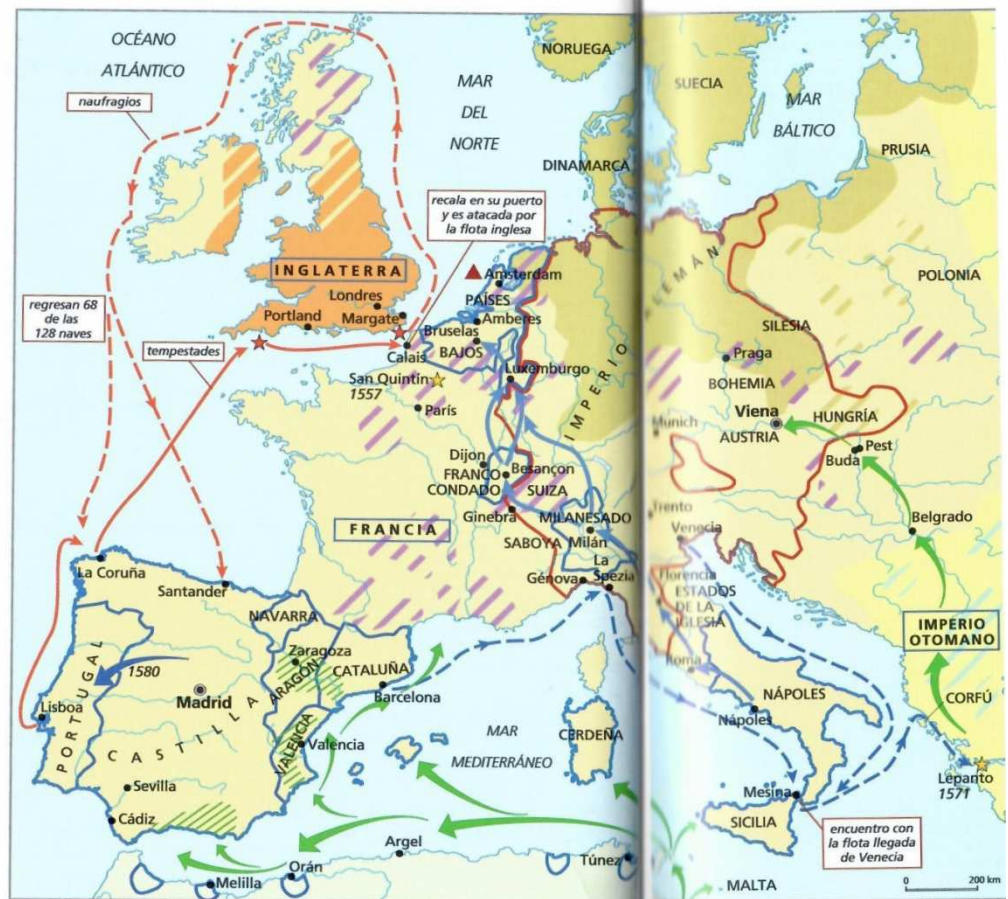 OCÉANO
ATLÁNTICO
naufragios
MAR
DEL
NORTE
NORUEGA
SUECIA
MAR
BÁLTICO
DINAMARCA
PRUSIA
recala en su puerto
y es atacada por
la flota inglesa
INGLATERRA
Londres
Portland
Margate
Amsterdam
PAÍSES
Amberes
Bruselas
BAJOS
Calais
regresan 68
de las
128 naves
tempestades
San Quintín
1557
Luxemburgo
París
IMPERIO
ALEMÁN
POLONIA
SILESIA
Praga
BOHEMIA
Viena
HUNGRÍA
Munich
AUSTRIA
Pest
Buda
Dijon
FRANCO
CONDADO
Besançon
SUIZA
Ginebra
MILANESADO
SABOYA
Milán
FRANCIA
Trento
Venecia
Belgrado
La
Génova
Spezia
Florencia
ESTADOS
DE LA
IGLESIA
IMPERIO
OTOMANO
La Coruña
Santander
NAVARRA
Zaragoza
ARAGÓN
CATALUÑA
Barcelona
Roma
PORTUGAL
1580
Madrid
CASTILLA
Lisboa
VALENCIA
Valencia
MAR
MEDITERRÁNEO
CERDEÑA
NÁPOLES
Nápoles
CORFÚ
Lepanto
1571
Sevilla
Cádiz
Mesina
SICILIA
encuentro con
la flota llegada
de Venecia
Argel
Túnez
Orán
Melilla
MALTA
0 200 km